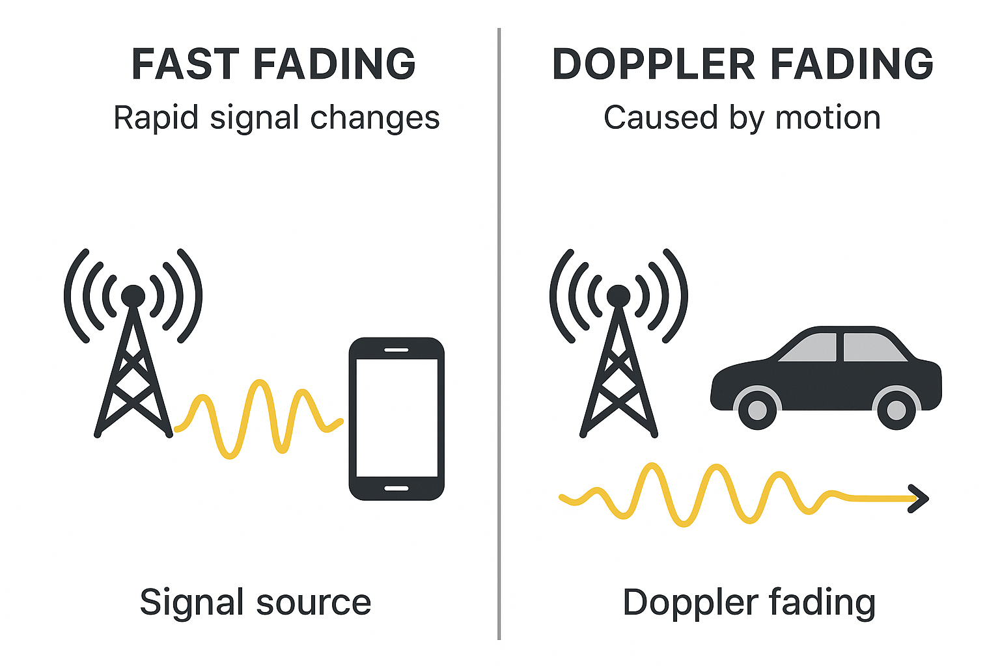 FAST FADING
Rapid signal changes
Signal source
DOPPLER FADING
Caused by motion
Doppler fading